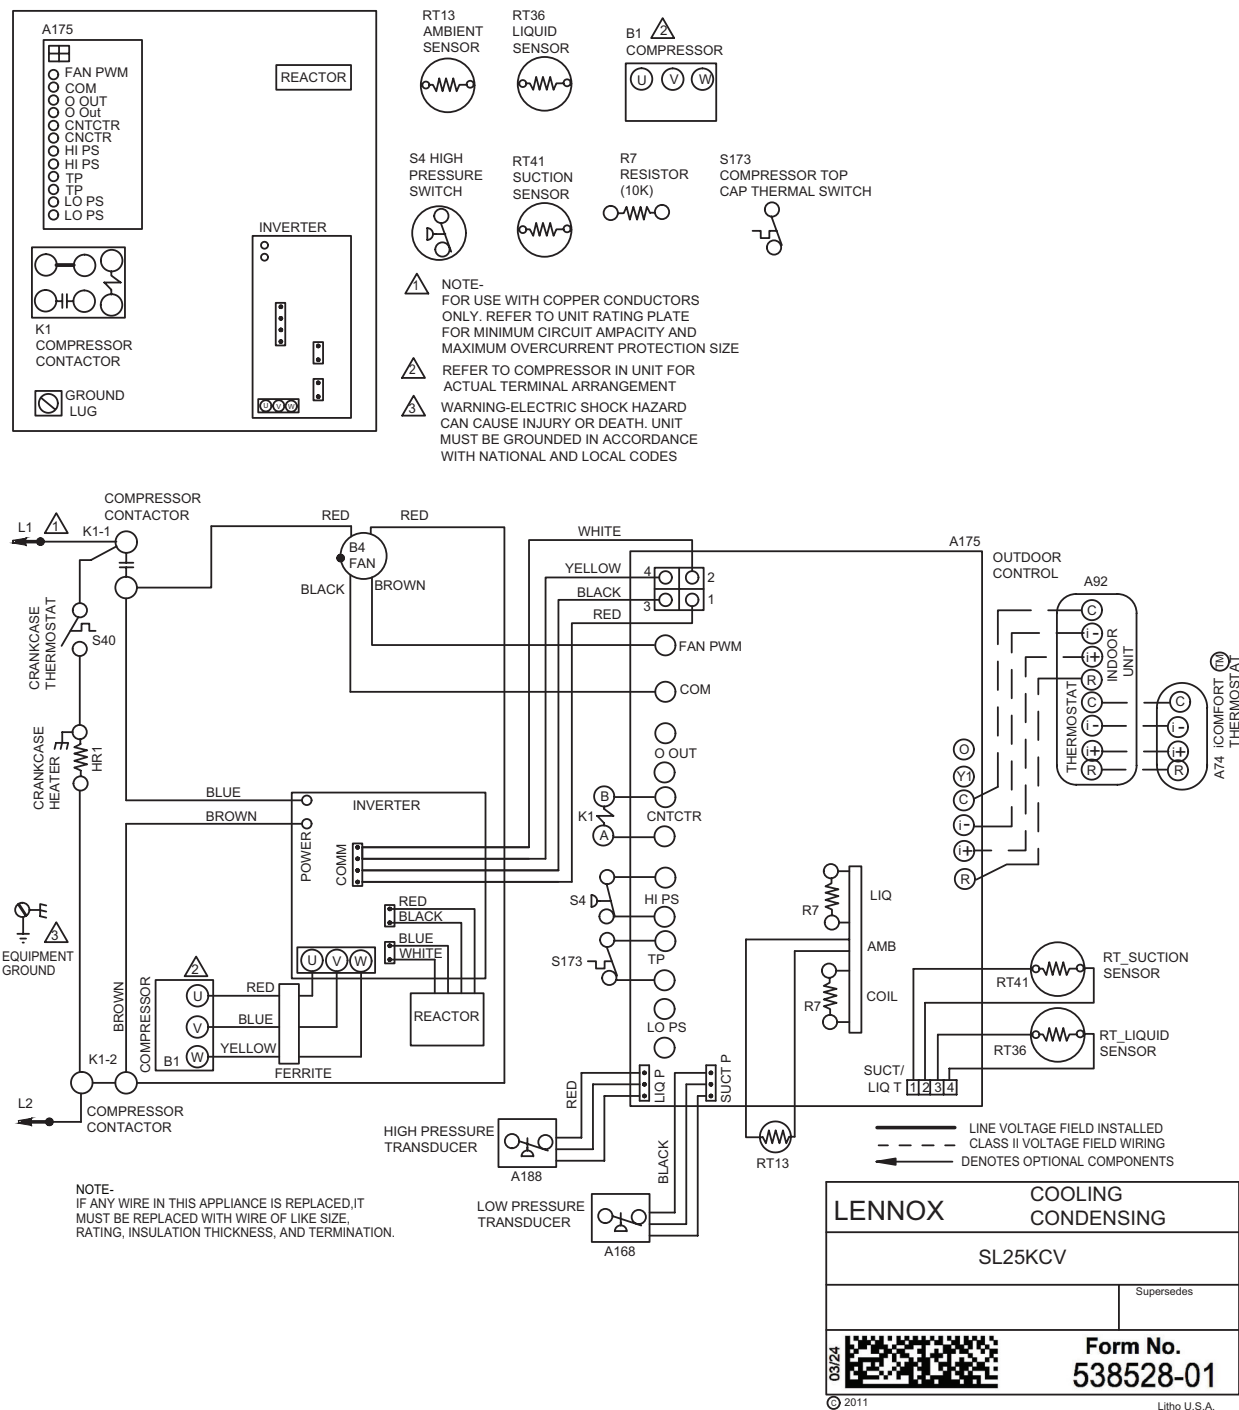 A175
FAN PWM
COM
O OUT
O Out
CNTCTR
CNCTR
HI PS
HI PS
TP
TP
LO PS
LO PS
REACTOR
K1
COMPRESSOR
CONTACTOR
GROUND
LUG
INVERTER
U V W
RT13
AMBIENT
SENSOR
RT36
LIQUID
SENSOR
B1 2
COMPRESSOR
U V W
S4 HIGH
PRESSURE
SWITCH
RT41
SUCTION
SENSOR
R7
RESISTOR
(10K)
S173
COMPRESSOR TOP
CAP THERMAL SWITCH
1 NOTE-
FOR USE WITH COPPER CONDUCTORS
ONLY. REFER TO UNIT RATING PLATE
FOR MINIMUM CIRCUIT AMPACITY AND
MAXIMUM OVERCURRENT PROTECTION SIZE
2 REFER TO COMPRESSOR IN UNIT FOR
ACTUAL TERMINAL ARRANGEMENT
3 WARNING-ELECTRIC SHOCK HAZARD
CAN CAUSE INJURY OR DEATH. UNIT
MUST BE GROUNDED IN ACCORDANCE
WITH NATIONAL AND LOCAL CODES
COMPRESSOR
CONTACTOR
L1 1 K1-1
CRANKCASE
THERMOSTAT
S40
CRANKCASE
HEATER
HR1
EQUIPMENT
GROUND
3
BROWN
K1-2
L2
COMPRESSOR
CONTACTOR
RED
RED
B4
FAN
BLACK
BROWN
BLUE
BROWN
INVERTER
POWER
COMM
RED
BLACK
BLUE
WHITE
U V W
REACTOR
2
COMPRESSOR
B1
U
V
W
RED
BLUE
YELLOW
FERRITE
WHITE
YELLOW
BLACK
RED
4 2
3 1
A175
OUTDOOR
CONTROL
FAN PWM
COM
O OUT
B
K1
A
CNTCTR
S4
HI PS
S173
TP
LO PS
LIQ P
SUCT P
RED
BLACK
HIGH PRESSURE
TRANSDUCER
A188
LOW PRESSURE
TRANSDUCER
A168
O
Y1
C
i-
i+
R
A92
INDOOR
UNIT
THERMOSTAT
C
i-
i+
R
C
i-
i+
R
C
i-
i+
R
A74 iCOMFORT TM
THERMOSTAT
R7
LIQ
AMB
R7
COIL
RT13
RT41
RT_SUCTION
SENSOR
RT36
RT_LIQUID
SENSOR
SUCT/
LIQ T 1 2 3 4
LINE VOLTAGE FIELD INSTALLED
CLASS II VOLTAGE FIELD WIRING
DENOTES OPTIONAL COMPONENTS
NOTE-
IF ANY WIRE IN THIS APPLIANCE IS REPLACED,IT
MUST BE REPLACED WITH WIRE OF LIKE SIZE,
RATING, INSULATION THICKNESS, AND TERMINATION.
LENNOX
COOLING
CONDENSING
SL25KCV
Supersedes
03/24
Form No.
538528-01
© 2011
Litho U.S.A.